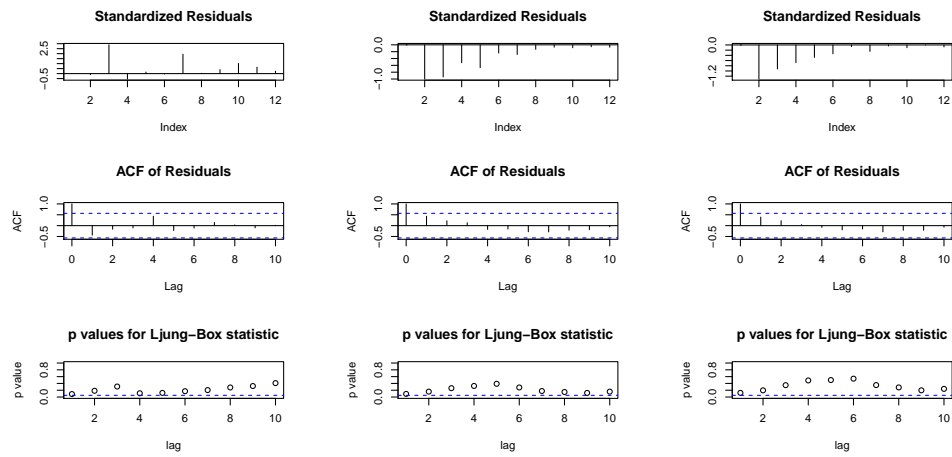 Standardized Residuals
2.5
−0.5
2 4 6 8 10 12
Index
Standardized Residuals
0.0
−1.0
2 4 6 8 10 12
Index
Standardized Residuals
0.0
−1.2
2 4 6 8 10 12
Index
ACF of Residuals
ACF
1.0
−0.5
0 2 4 6 8 10
Lag
ACF of Residuals
ACF
1.0
−0.5
0 2 4 6 8 10
Lag
ACF of Residuals
ACF
1.0
−0.5
0 2 4 6 8 10
Lag
p values for Ljung−Box statistic
p value
0.8
0.0
2 4 6 8 10
lag
p values for Ljung−Box statistic
p value
0.8
0.0
2 4 6 8 10
lag
p values for Ljung−Box statistic
p value
0.8
0.0
2 4 6 8 10
lag